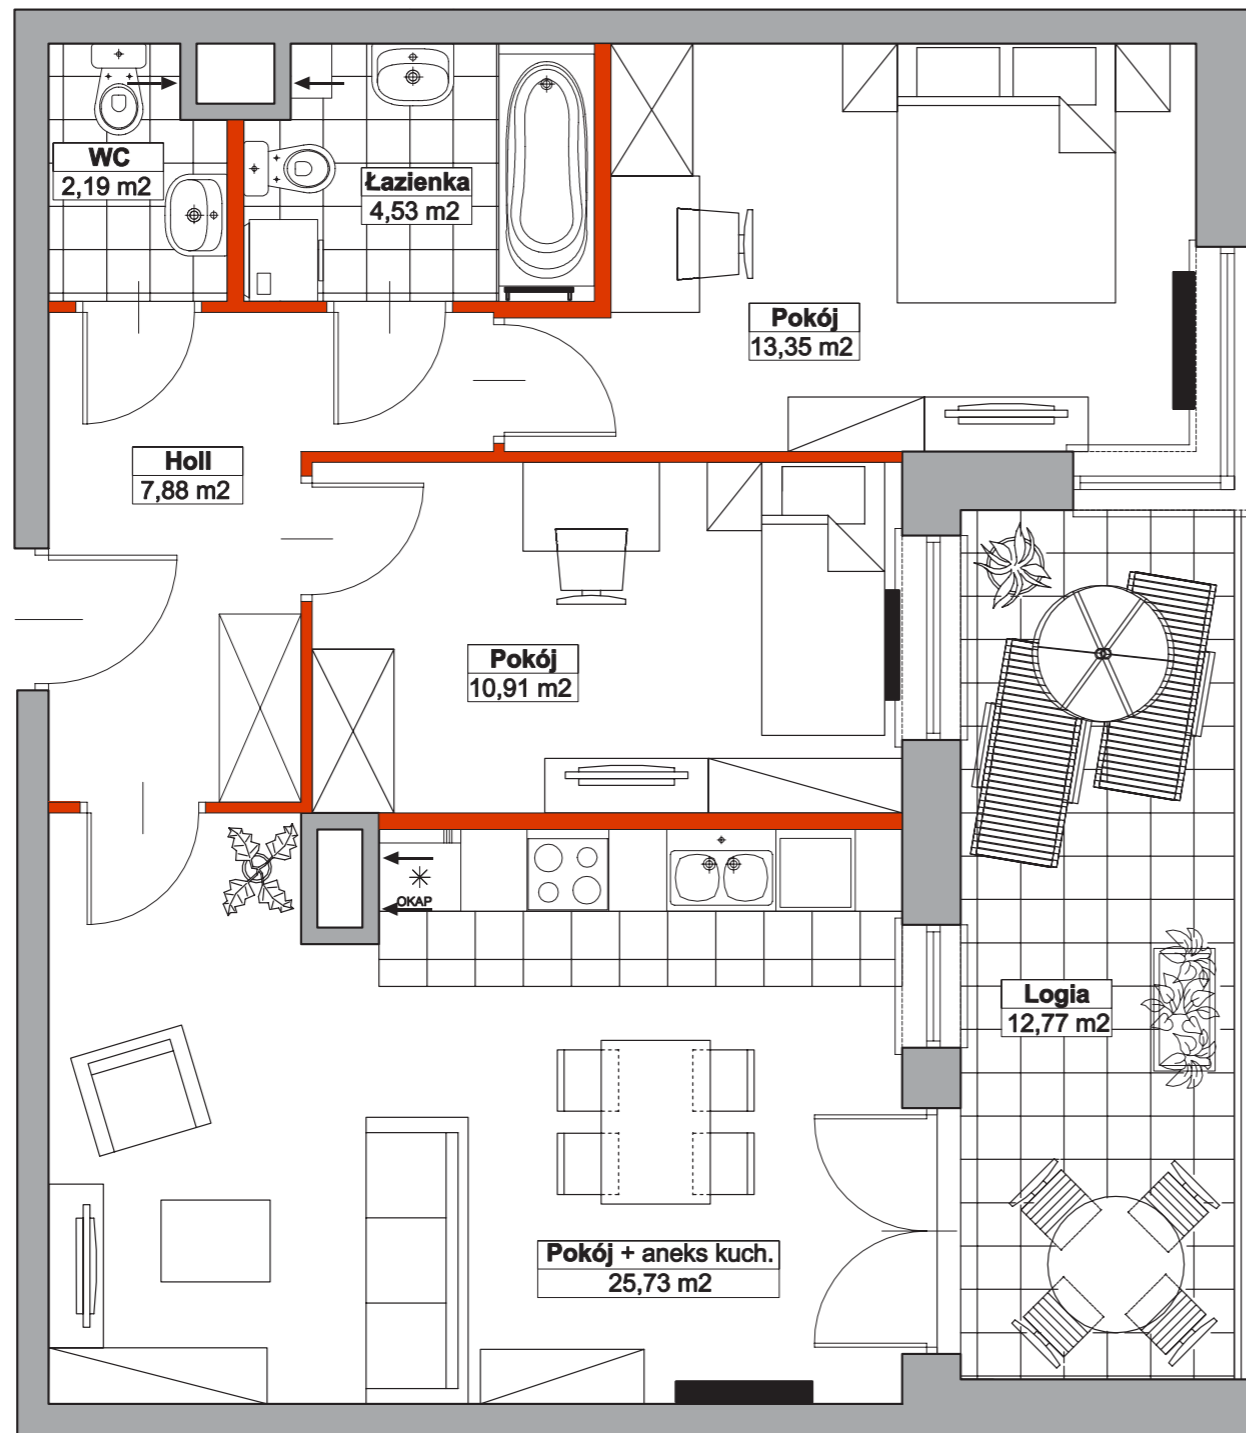 WC
2,19 m2
Łazienka
4,53 m2
Pokój
13,35 m2
Holl
7,88 m2
Pokój
10,91 m2
OKAP
Logia
12,77 m2
Pokój + aneks kuch.
25,73 m2